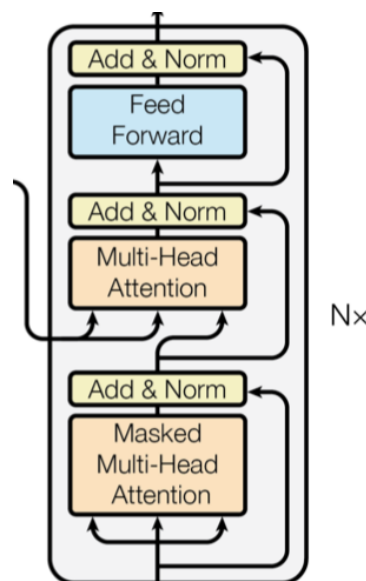 Add & Norm
Feed
Forward
Add & Norm
Multi-Head
Attention
N×
Add & Norm
Masked
Multi-Head
Attention